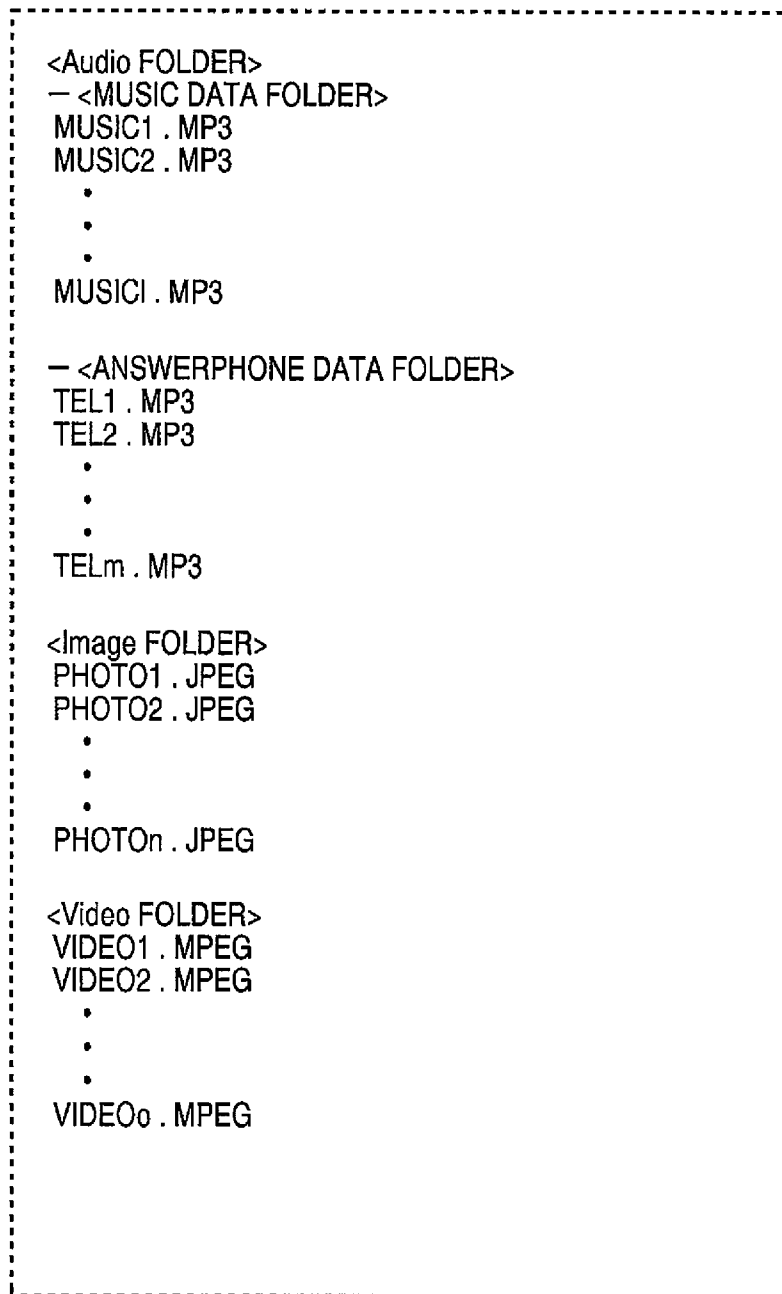 <Audio FOLDER>
− <MUSIC DATA FOLDER>
MUSIC1 . MP3
MUSIC2 . MP3
•
•
•
MUSICl . MP3
− <ANSWERPHONE DATA FOLDER>
TEL1 . MP3
TEL2 . MP3
•
•
•
TELm . MP3
<Image FOLDER>
PHOTO1 . JPEG
PHOTO2 . JPEG
•
•
•
PHOTOn . JPEG
<Video FOLDER>
VIDEO1 . MPEG
VIDEO2 . MPEG
•
•
•
VIDEOo . MPEG